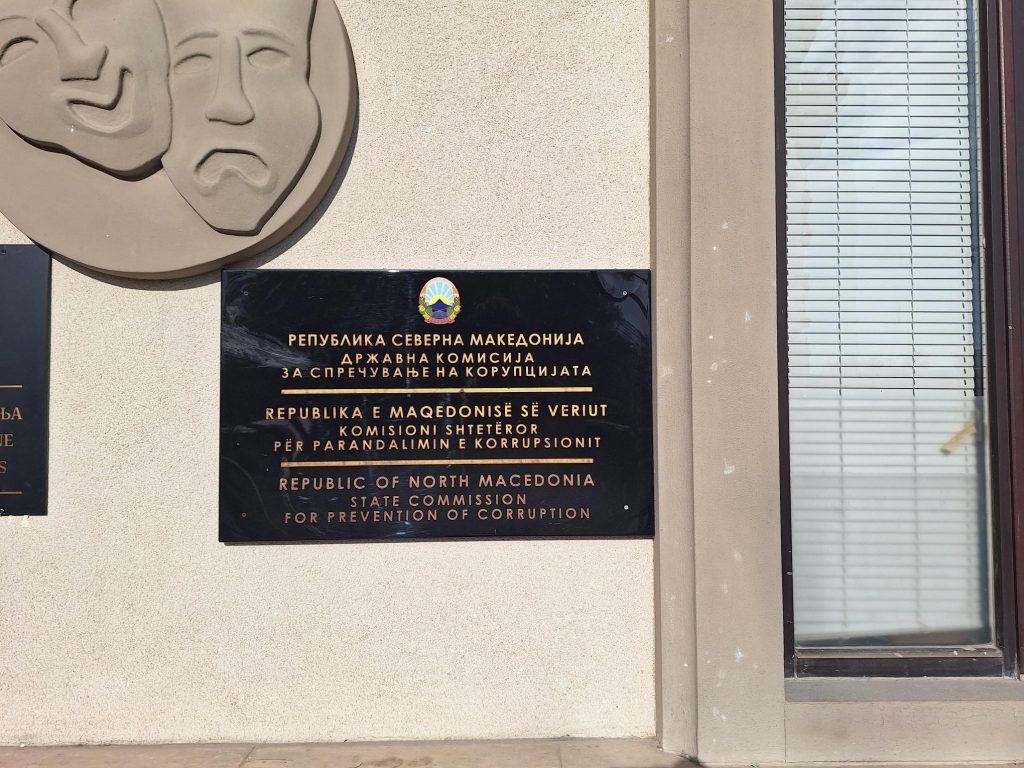 РЕПУБЛИКА СЕВЕРНА МАКЕДОНИЈА
ДРЖАВНА КОМИСИЈА
ЗА СПРЕЧУВАЊЕ НА КОРУПЦИЈАТА
REPUBLIKA E MAQEDONISË SË VERIUT
KOMISIONI SHTETËROR
PËR PARANDALIMIN E KORRUPSIONIT
REPUBLIC OF NORTH MACEDONIA
STATE COMMISSION
FOR PREVENTION OF CORRUPTION